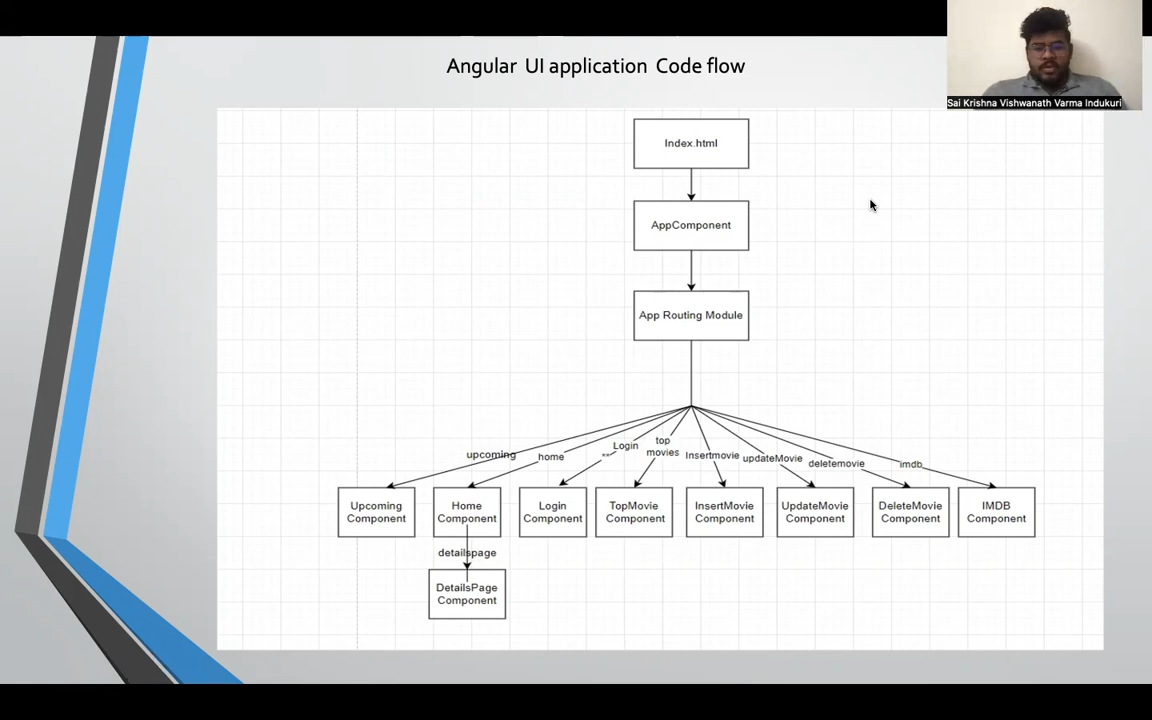 Angular UI application Code flow
Sai Krishna Vishwanath Varma Indukuri
Index.html
AppComponent
App Routing Module
upcoming
home
**
Login
top
movies
Insertmovie
updateMovie
deletemovie
imdb
Upcoming
Component
Home
Component
Login
Component
TopMovie
Component
InsertMovie
Component
UpdateMovie
Component
DeleteMovie
Component
IMDB
Component
detailspage
DetailsPage
Component